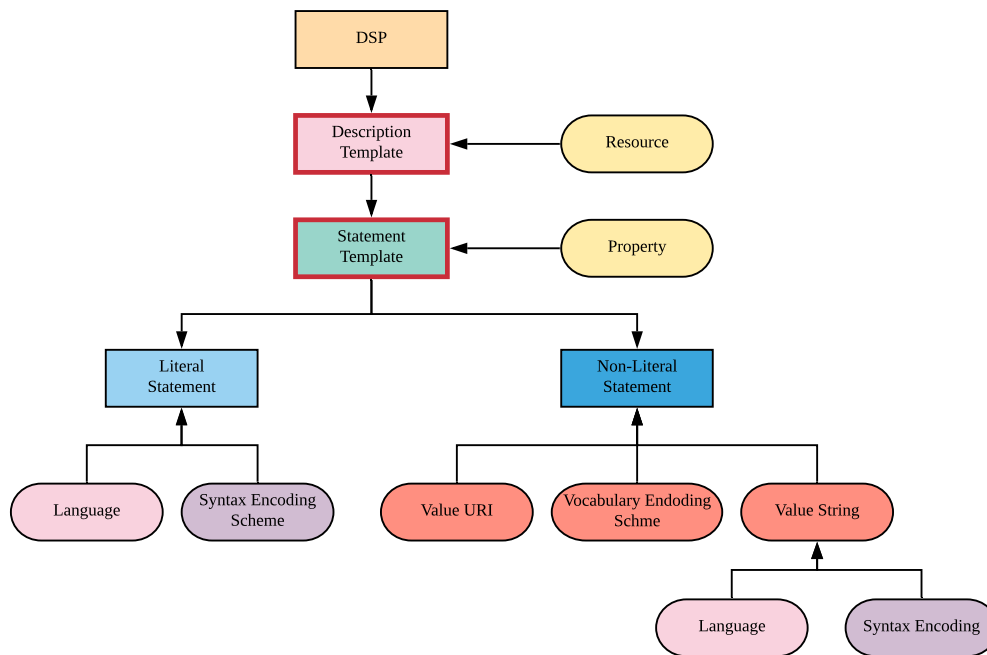 DSP
Description
Template
Resource
Statement
Template
Property
Literal
Statement
Non-Literal
Statement
Language
Syntax Encoding
Scheme
Value URI
Vocabulary Endoding
Schme
Value String
Language
Syntax Encoding